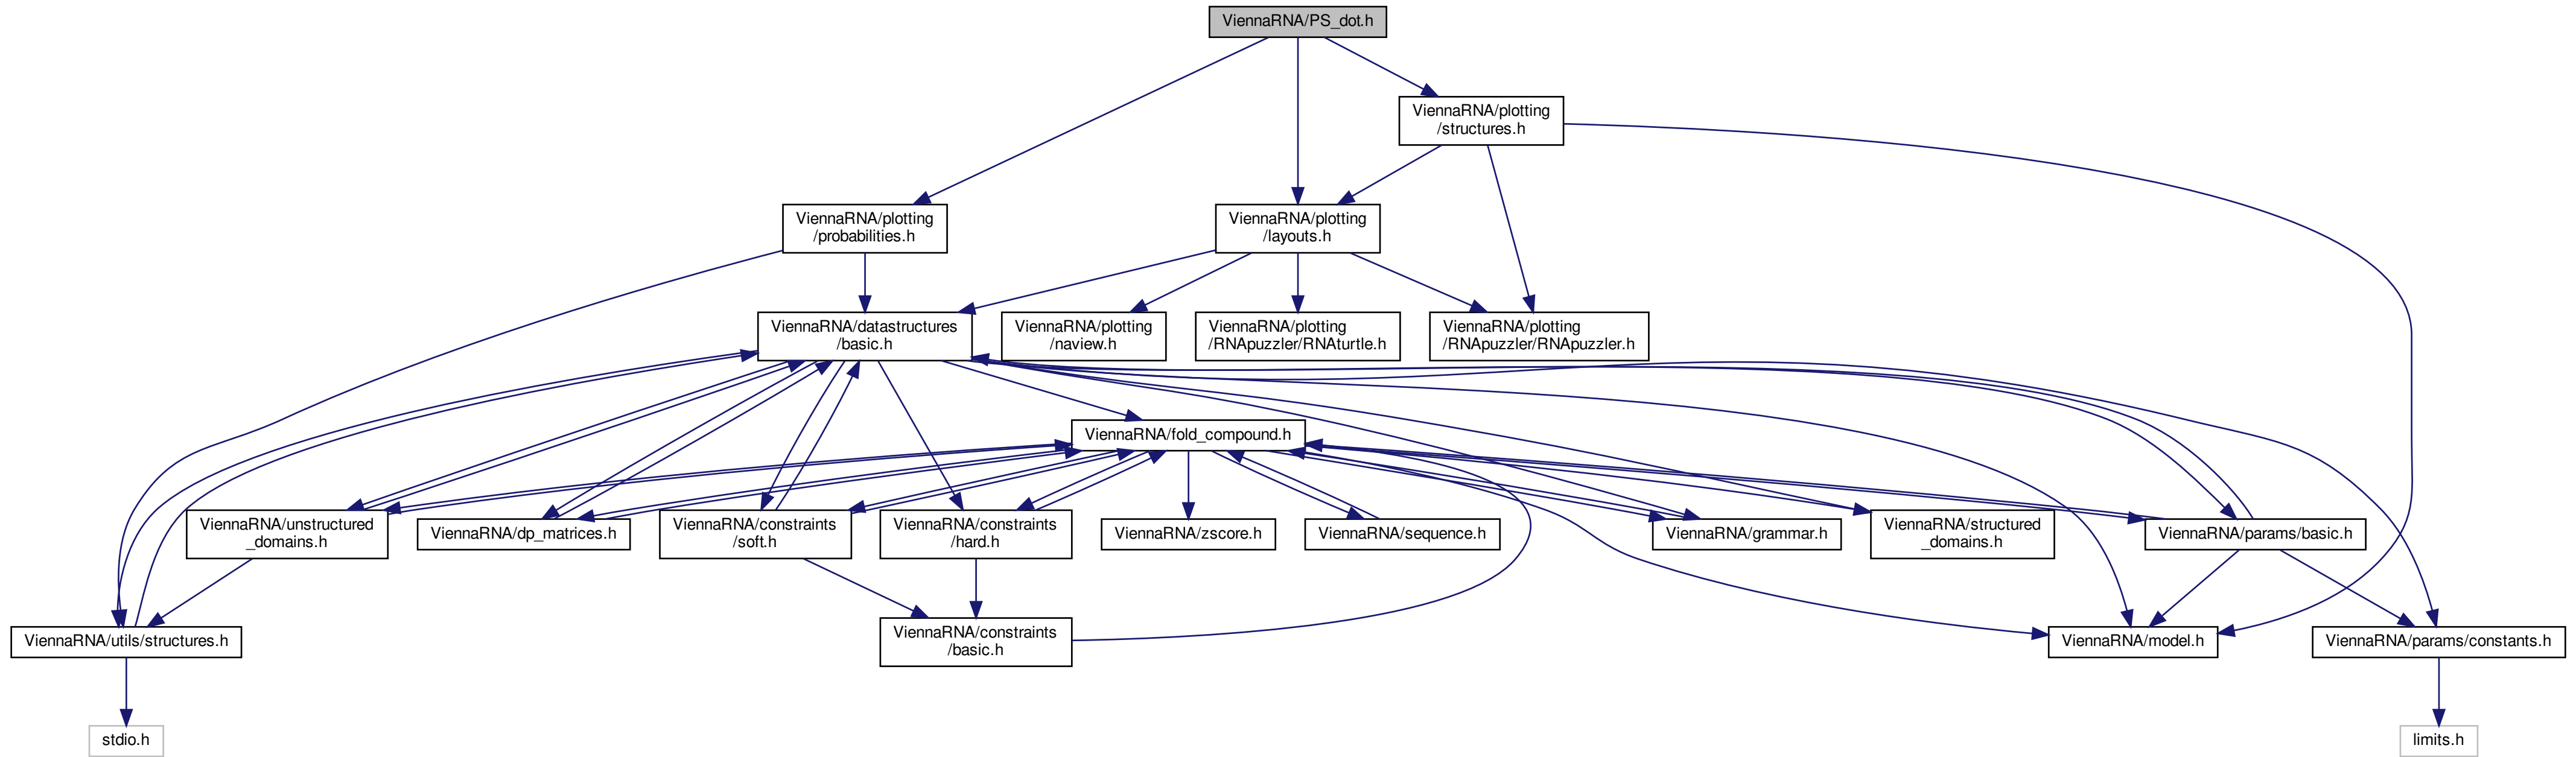 ViennaRNA/PS_dot.h
ViennaRNA/plotting
/structures.h
ViennaRNA/plotting
/probabilities.h
ViennaRNA/plotting
/layouts.h
ViennaRNA/datastructures
/basic.h
ViennaRNA/plotting
/naview.h
ViennaRNA/plotting
/RNApuzzler/RNAturtle.h
ViennaRNA/plotting
/RNApuzzler/RNApuzzler.h
ViennaRNA/fold_compound.h
ViennaRNA/unstructured
_domains.h
ViennaRNA/dp_matrices.h
ViennaRNA/constraints
/soft.h
ViennaRNA/constraints
/hard.h
ViennaRNA/zscore.h
ViennaRNA/sequence.h
ViennaRNA/grammar.h
ViennaRNA/structured
_domains.h
ViennaRNA/params/basic.h
ViennaRNA/utils/structures.h
ViennaRNA/constraints
/basic.h
ViennaRNA/model.h
ViennaRNA/params/constants.h
stdio.h
limits.h